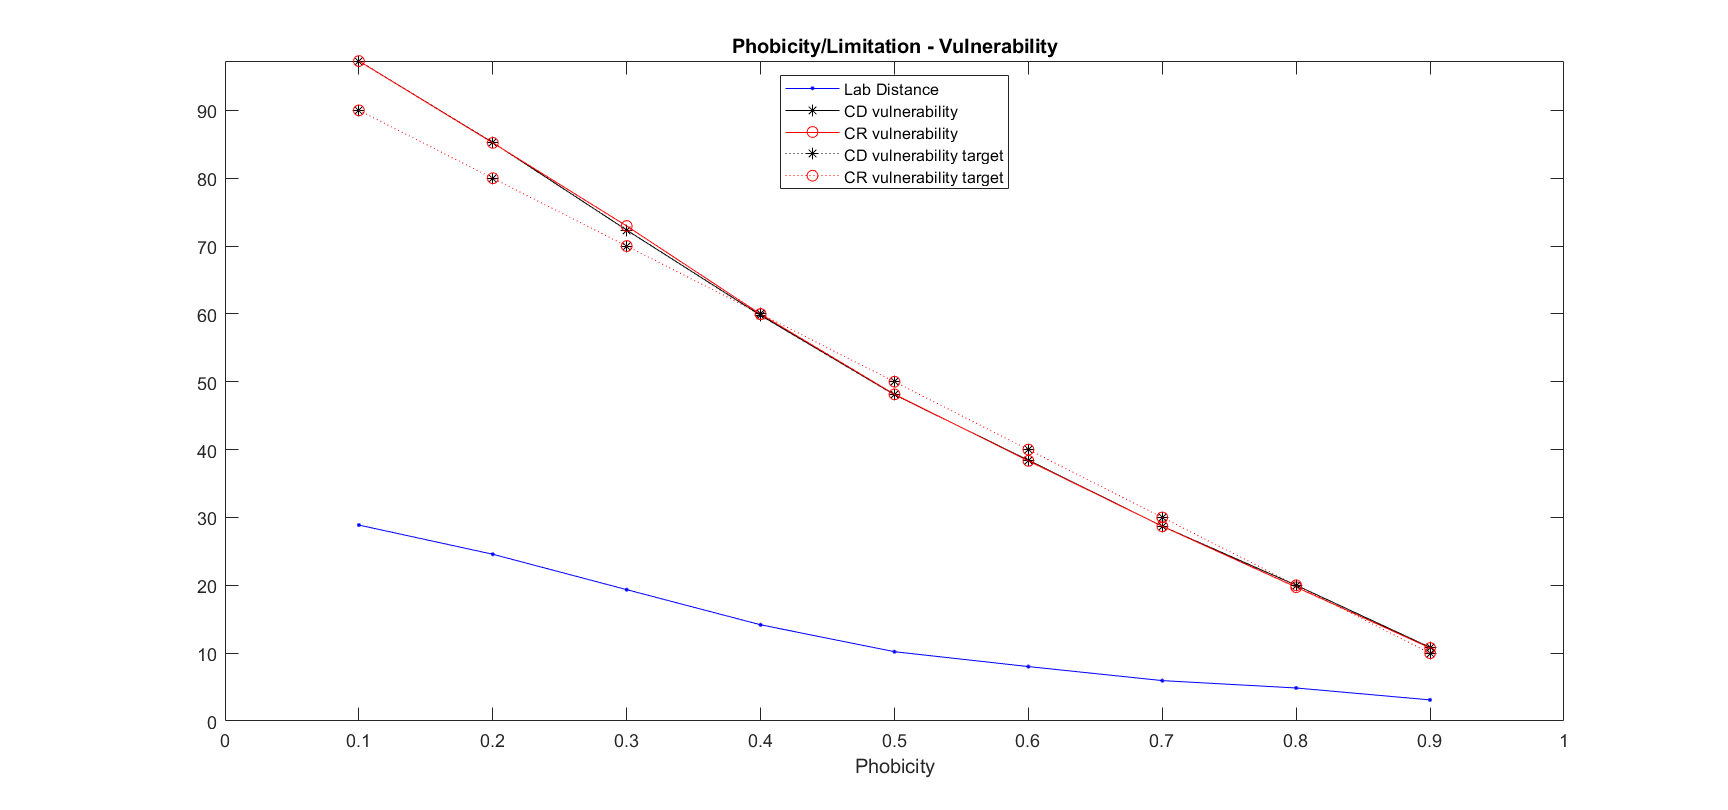 Phobicity/Limitation - Vulnerability
Lab Distance
CD vulnerability
CR vulnerability
CD vulnerability target
CR vulnerability target
90
80
70
60
50
40
30
20
10
0
0 0.1 0.2 0.3 0.4 0.5 0.6 0.7 0.8 0.9 1
Phobicity